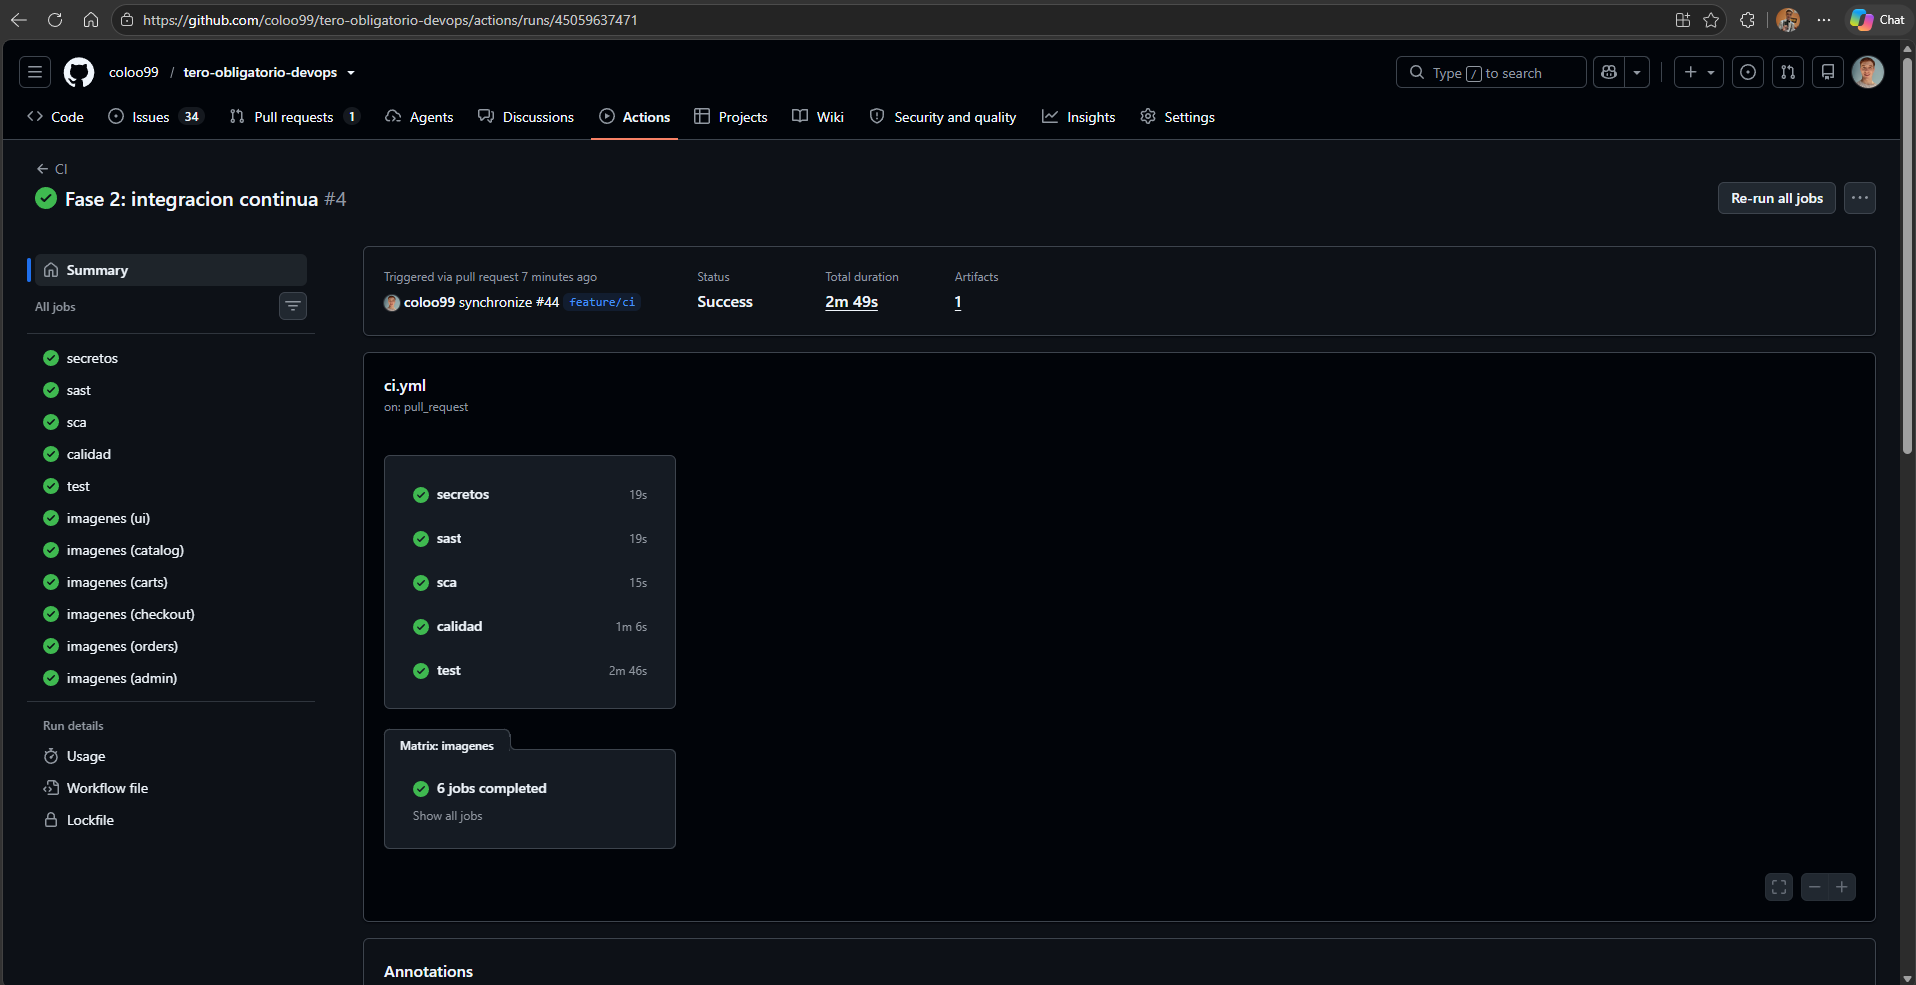 https://github.com/coloo99/tero-obligatorio-devops/actions/runs/45059637471
Chat
coloo99 / tero-obligatorio-devops
Type / to search
Code
Issues 34
Pull requests 1
Agents
Discussions
Actions
Projects
Wiki
Security and quality
Insights
Settings
CI
Fase 2: integracion continua #4
Re-run all jobs
Summary
All jobs
secretos
sast
sca
calidad
test
imagenes (ui)
imagenes (catalog)
imagenes (carts)
imagenes (checkout)
imagenes (orders)
imagenes (admin)
Run details
Usage
Workflow file
Lockfile
Triggered via pull request 7 minutes ago
coloo99 synchronize #44 feature/ci
Status
Success
Total duration
2m 49s
Artifacts
1
ci.yml
on: pull_request
secretos 19s
sast 19s
sca 15s
calidad 1m 6s
test 2m 46s
Matrix: imagenes
6 jobs completed
Show all jobs
Annotations